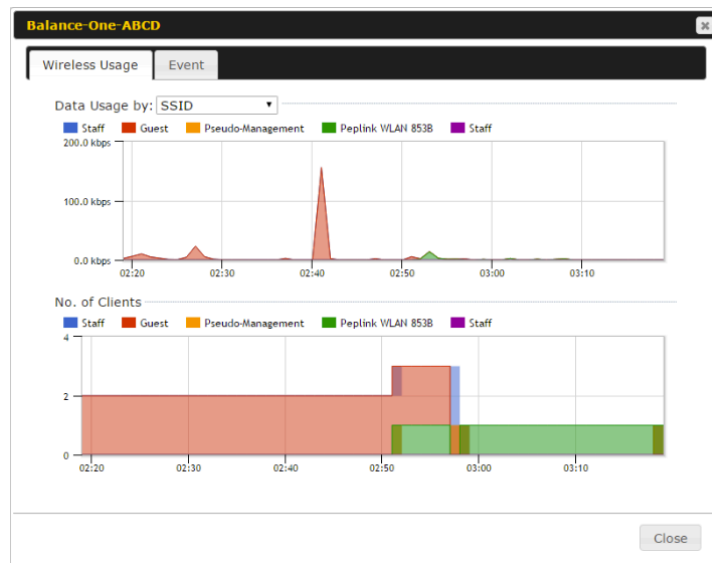 Balance-One-ABCD
Wireless Usage Event
Data Usage by: SSID
Staff Guest Pseudo-Management Peplink WLAN 853B Staff
200.0 kbps
100.0 kbps
0.0 kbps
02:20 02:30 02:40 02:50 03:00 03:10
No. of Clients
Staff Guest Pseudo-Management Peplink WLAN 853B Staff
4
2
0
02:20 02:30 02:40 02:50 03:00 03:10
Close